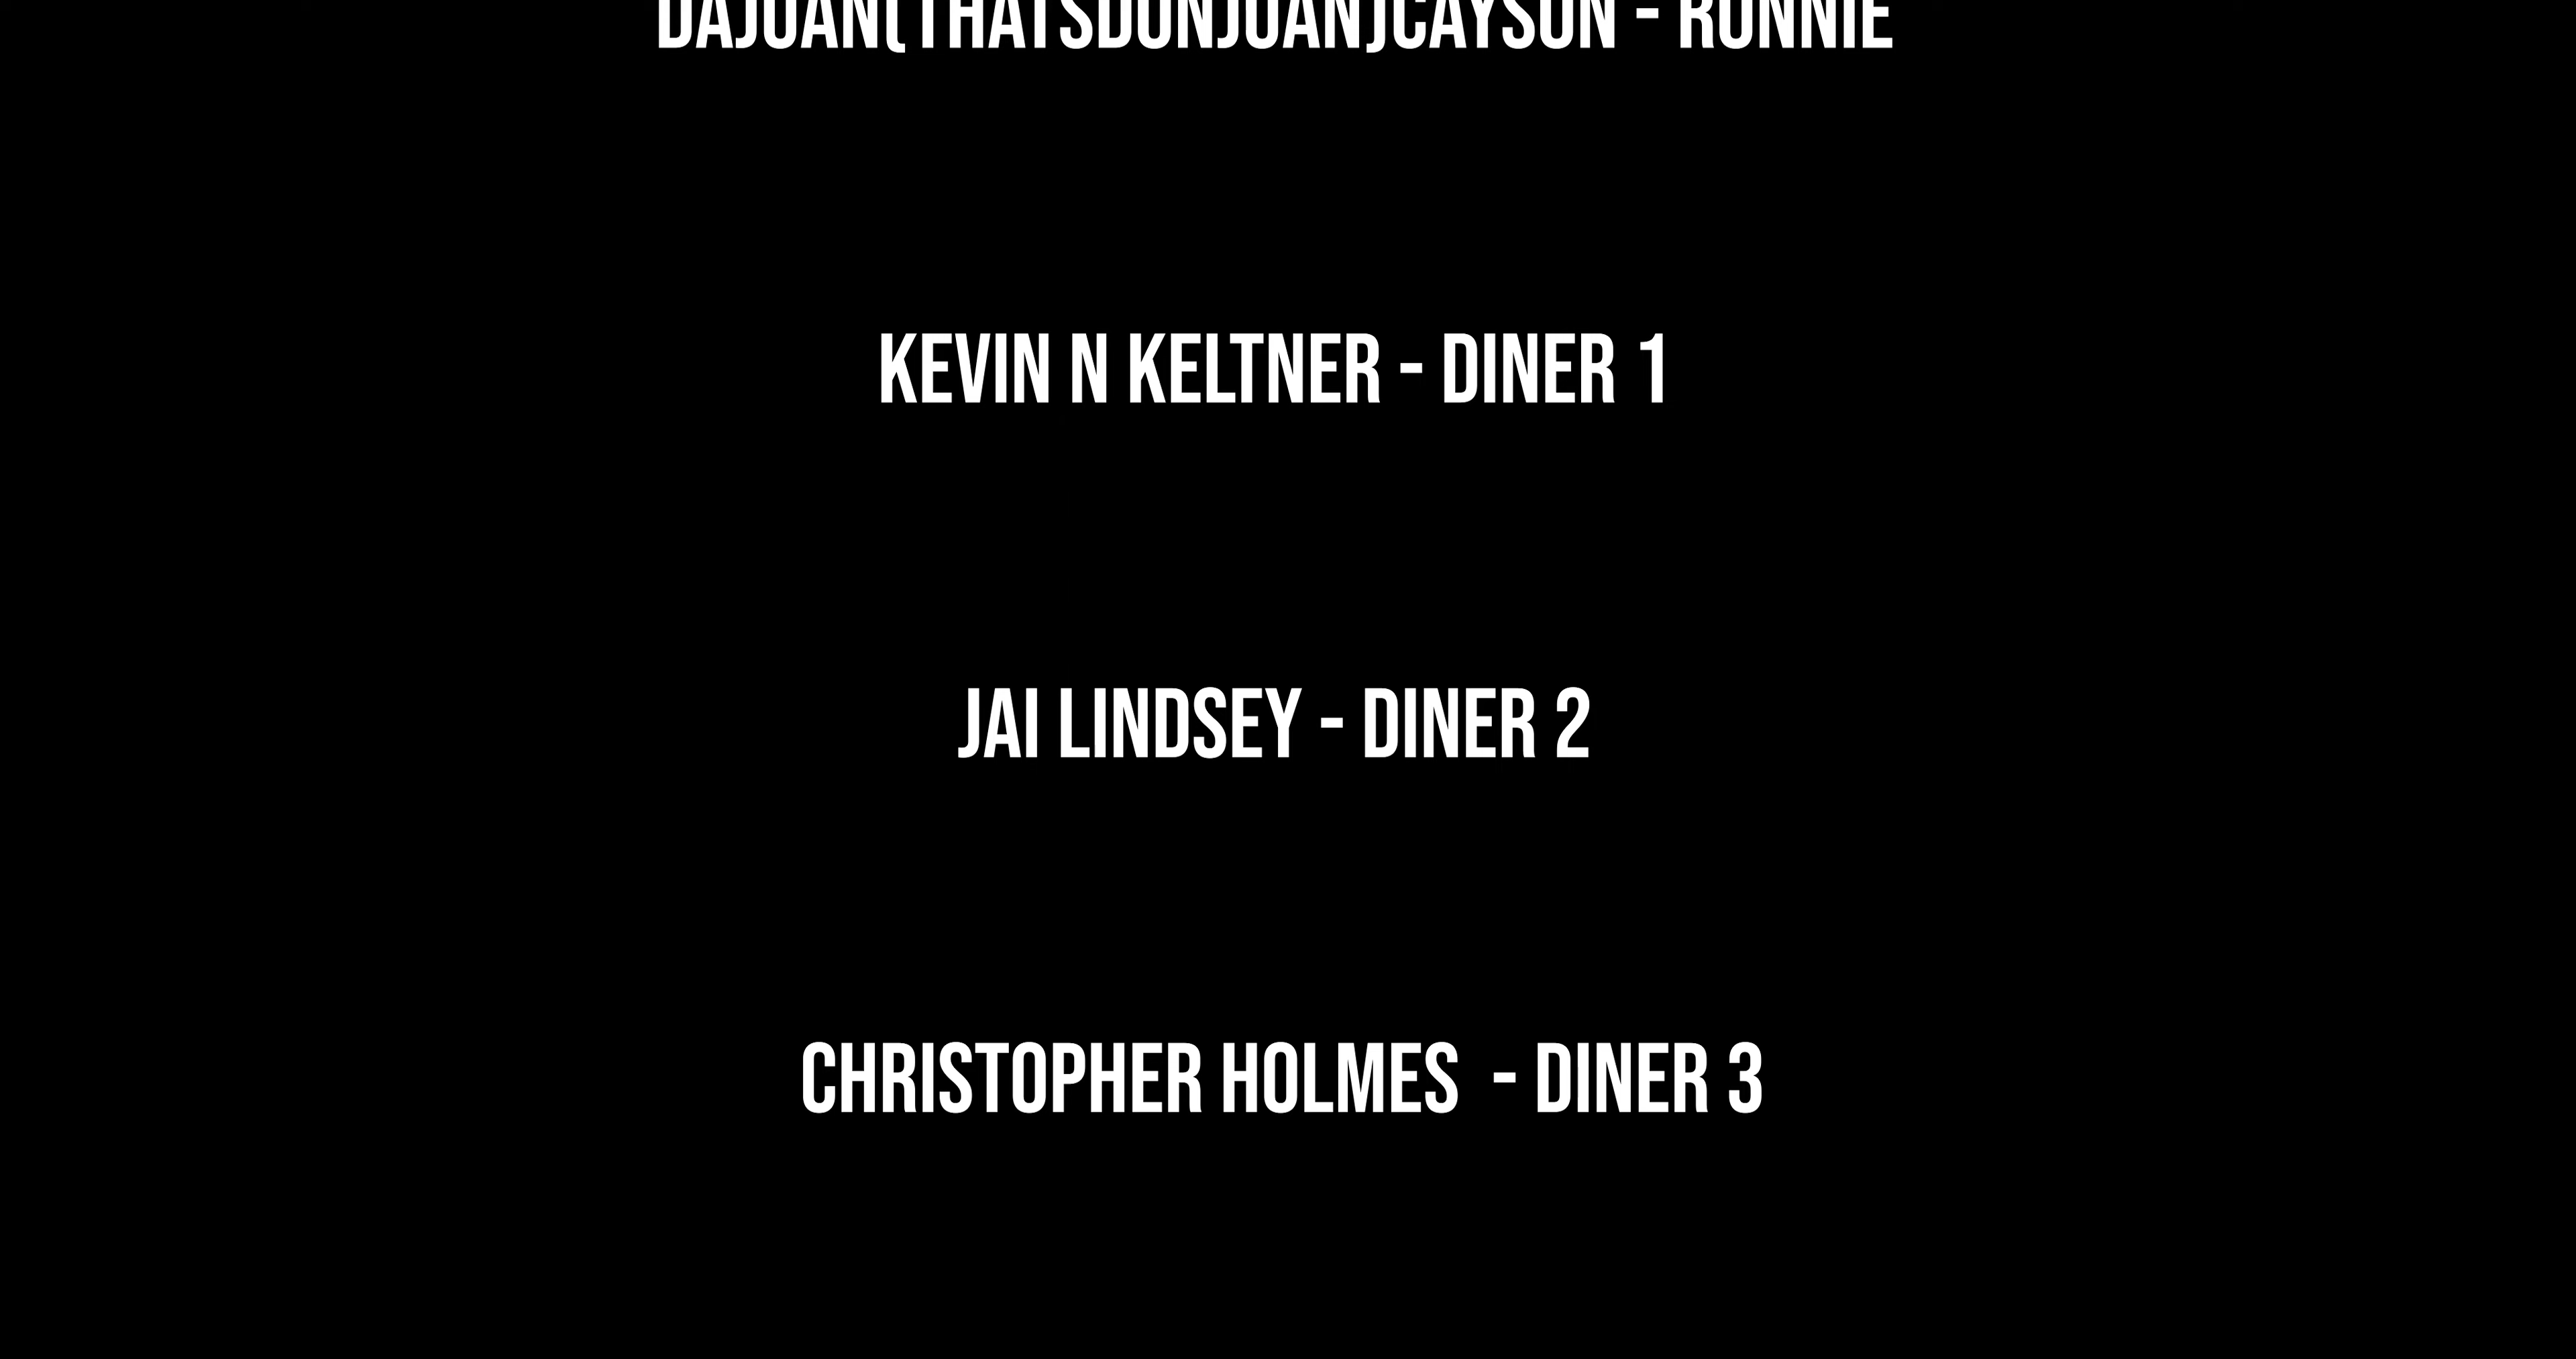 DAJUAN(THATSDONJUAN)CAYSON - RONNIE
KEVIN N KELTNER - DINER 1
JAI LINDSEY - DINER 2
CHRISTOPHER HOLMES  - DINER 3